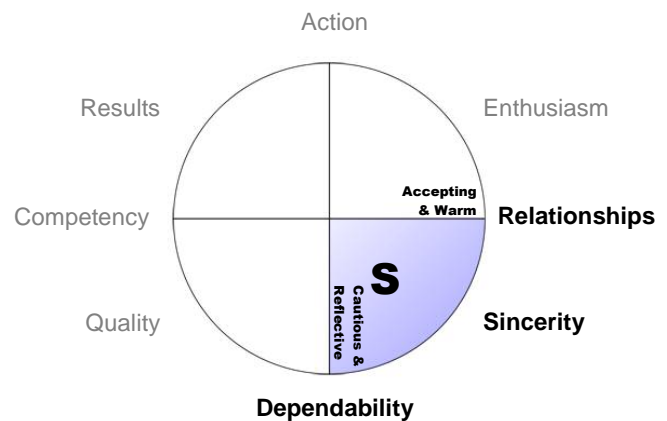 Action
Results
Enthusiasm
Accepting
& Warm
Competency
Relationships
S
Cautious &
Reflective
Quality
Sincerity
Dependability